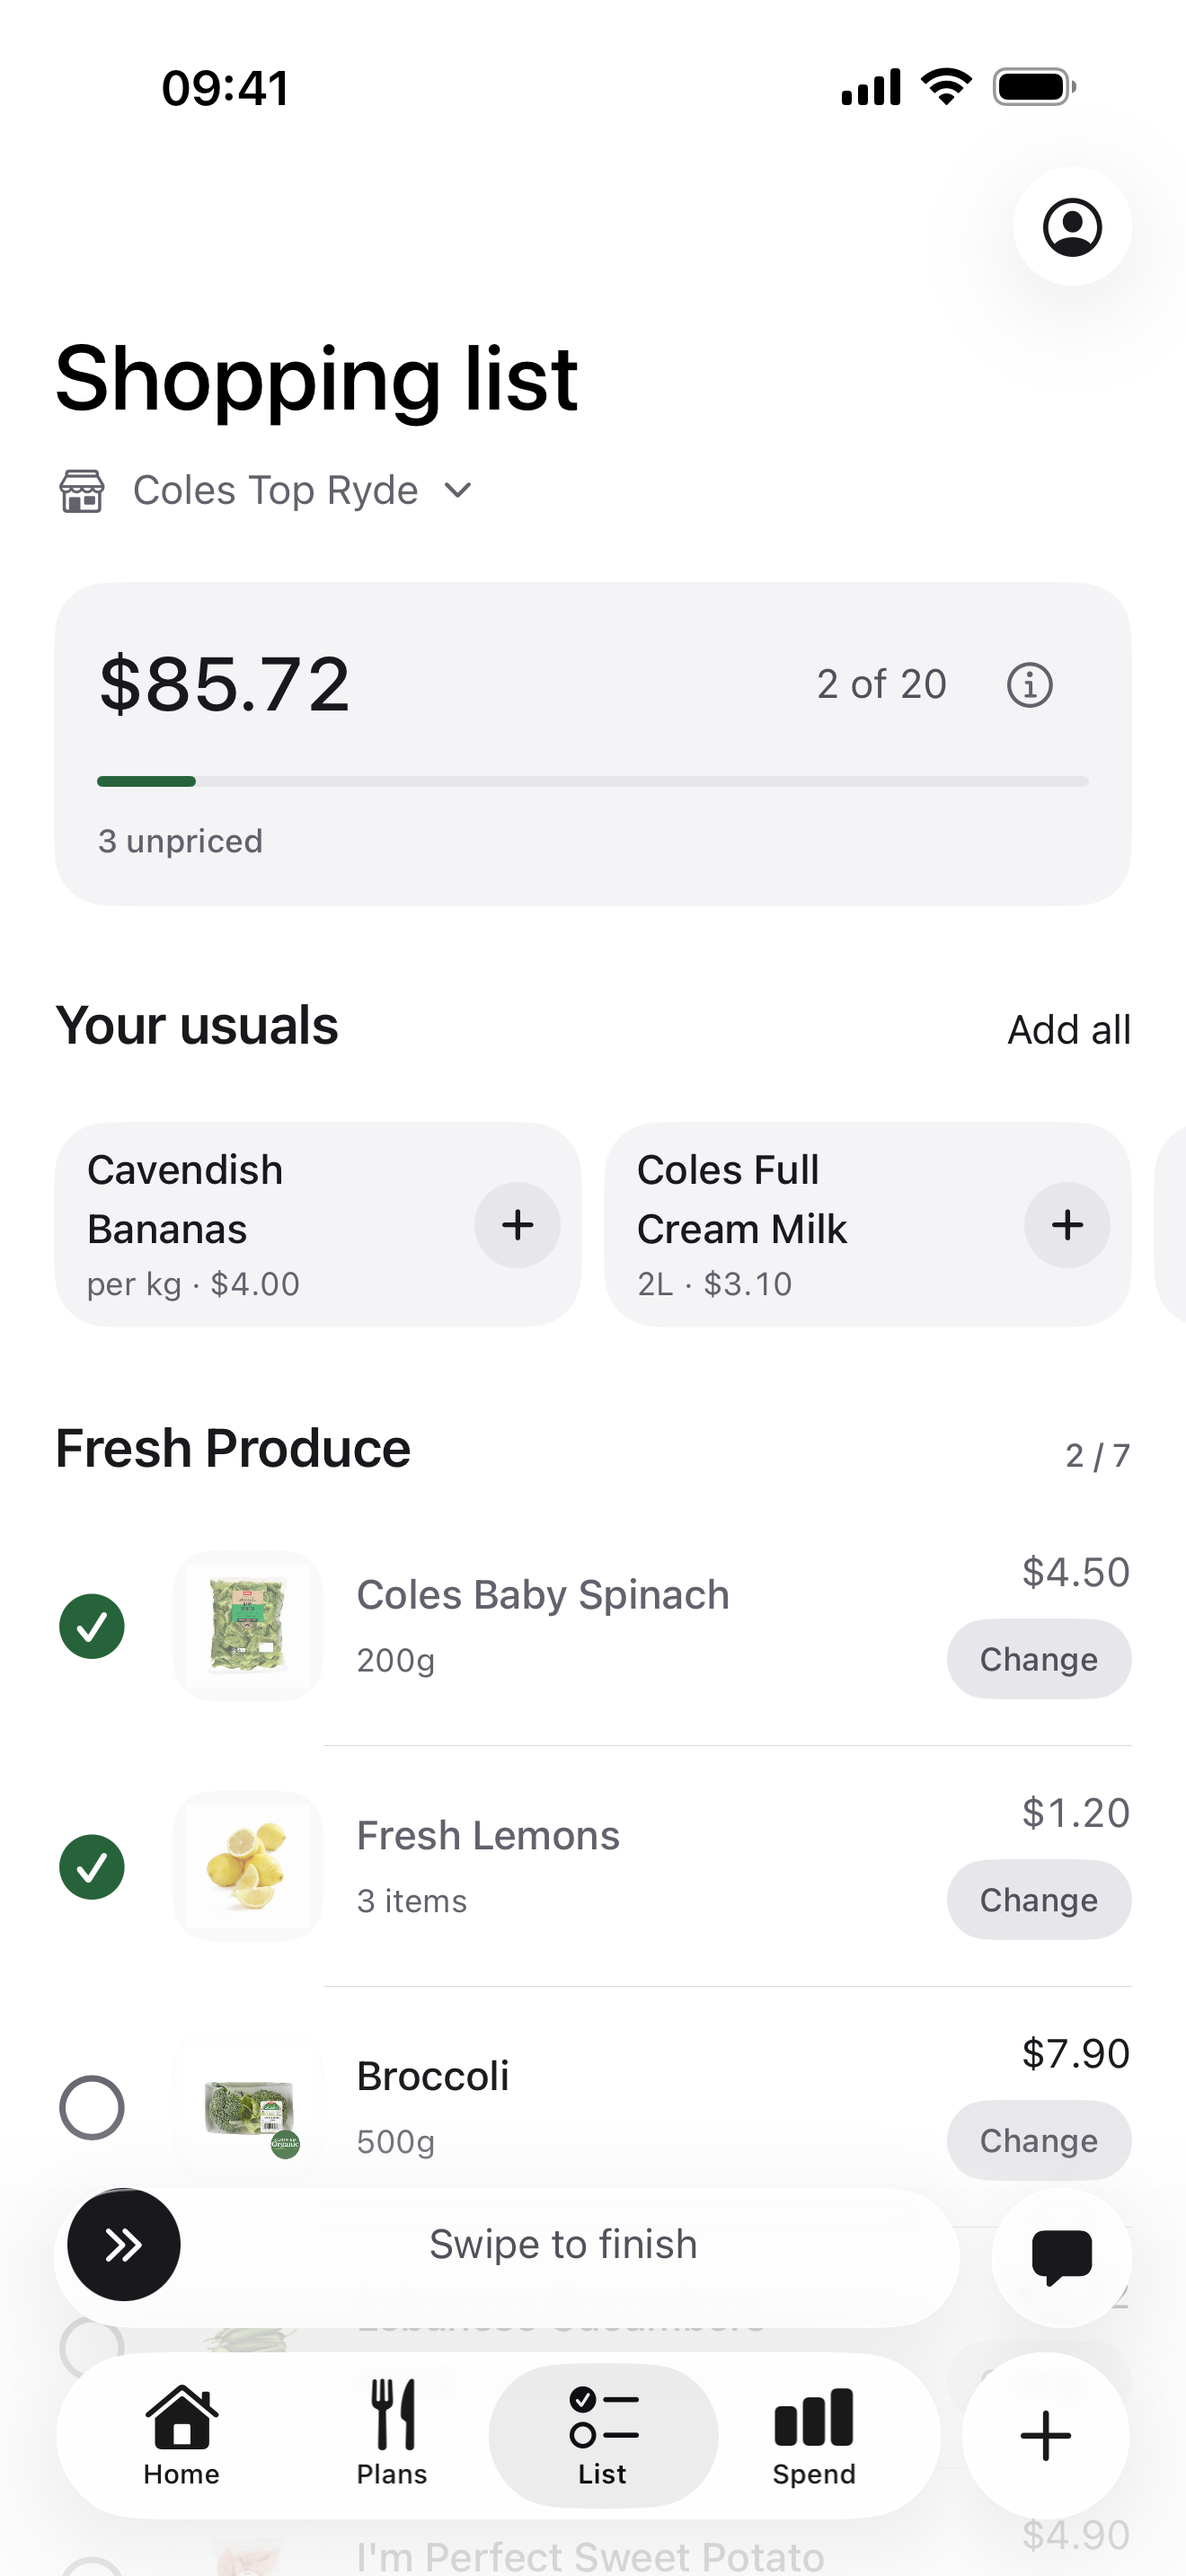 09:41
Shopping list
Coles Top Ryde
$85.72
2 of 20
3 unpriced
Your usuals
Add all
Cavendish
Bananas
per kg · $4.00
Coles Full
Cream Milk
2L · $3.10
Fresh Produce
2 / 7
Coles Baby Spinach
200g
$4.50
Change
Fresh Lemons
3 items
$1.20
Change
Broccoli
500g
$7.90
Change
Organic
Swipe to finish
Lebanese Cucumbers
Home
Plans
List
Spend
I'm Perfect Sweet Potato
$4.90